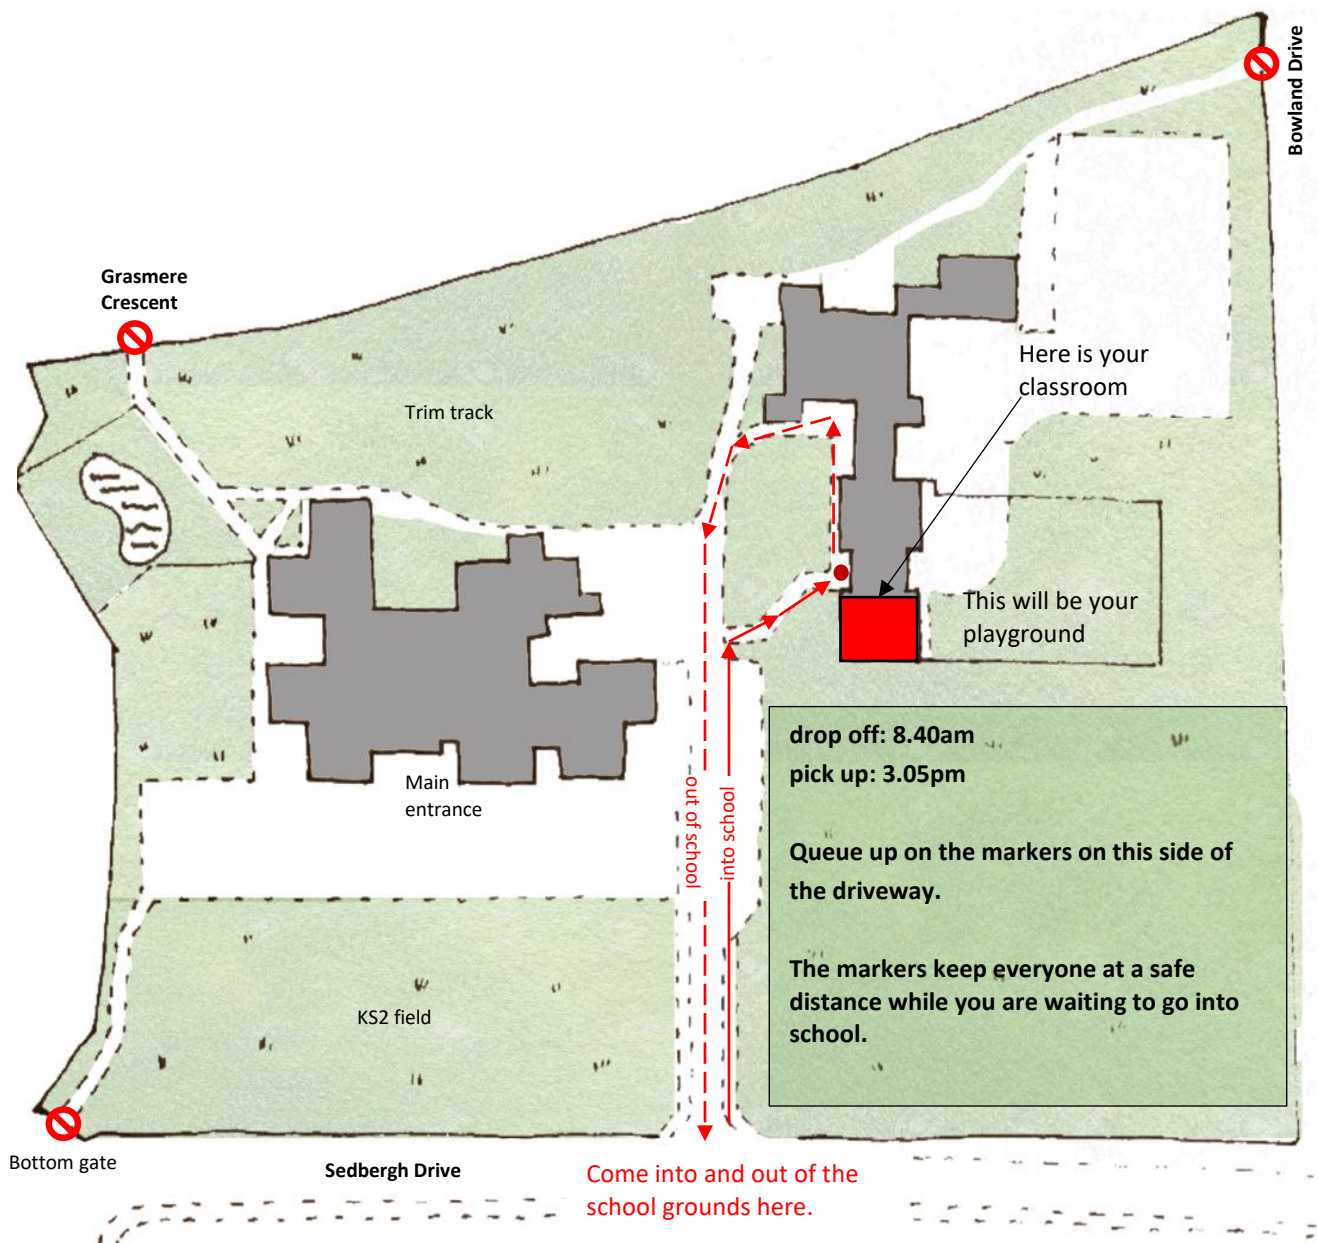 Bowland Drive
Grasmere
Crescent
Here is your
classroom
Trim track
This will be your
playground
drop off: 8.40am
pick up: 3.05pm
Queue up on the markers on this side of
the driveway.
The markers keep everyone at a safe
distance while you are waiting to go into
school.
Main
entrance
out of school
into school
KS2 field
Bottom gate
Sedbergh Drive
Come into and out of the
school grounds here.